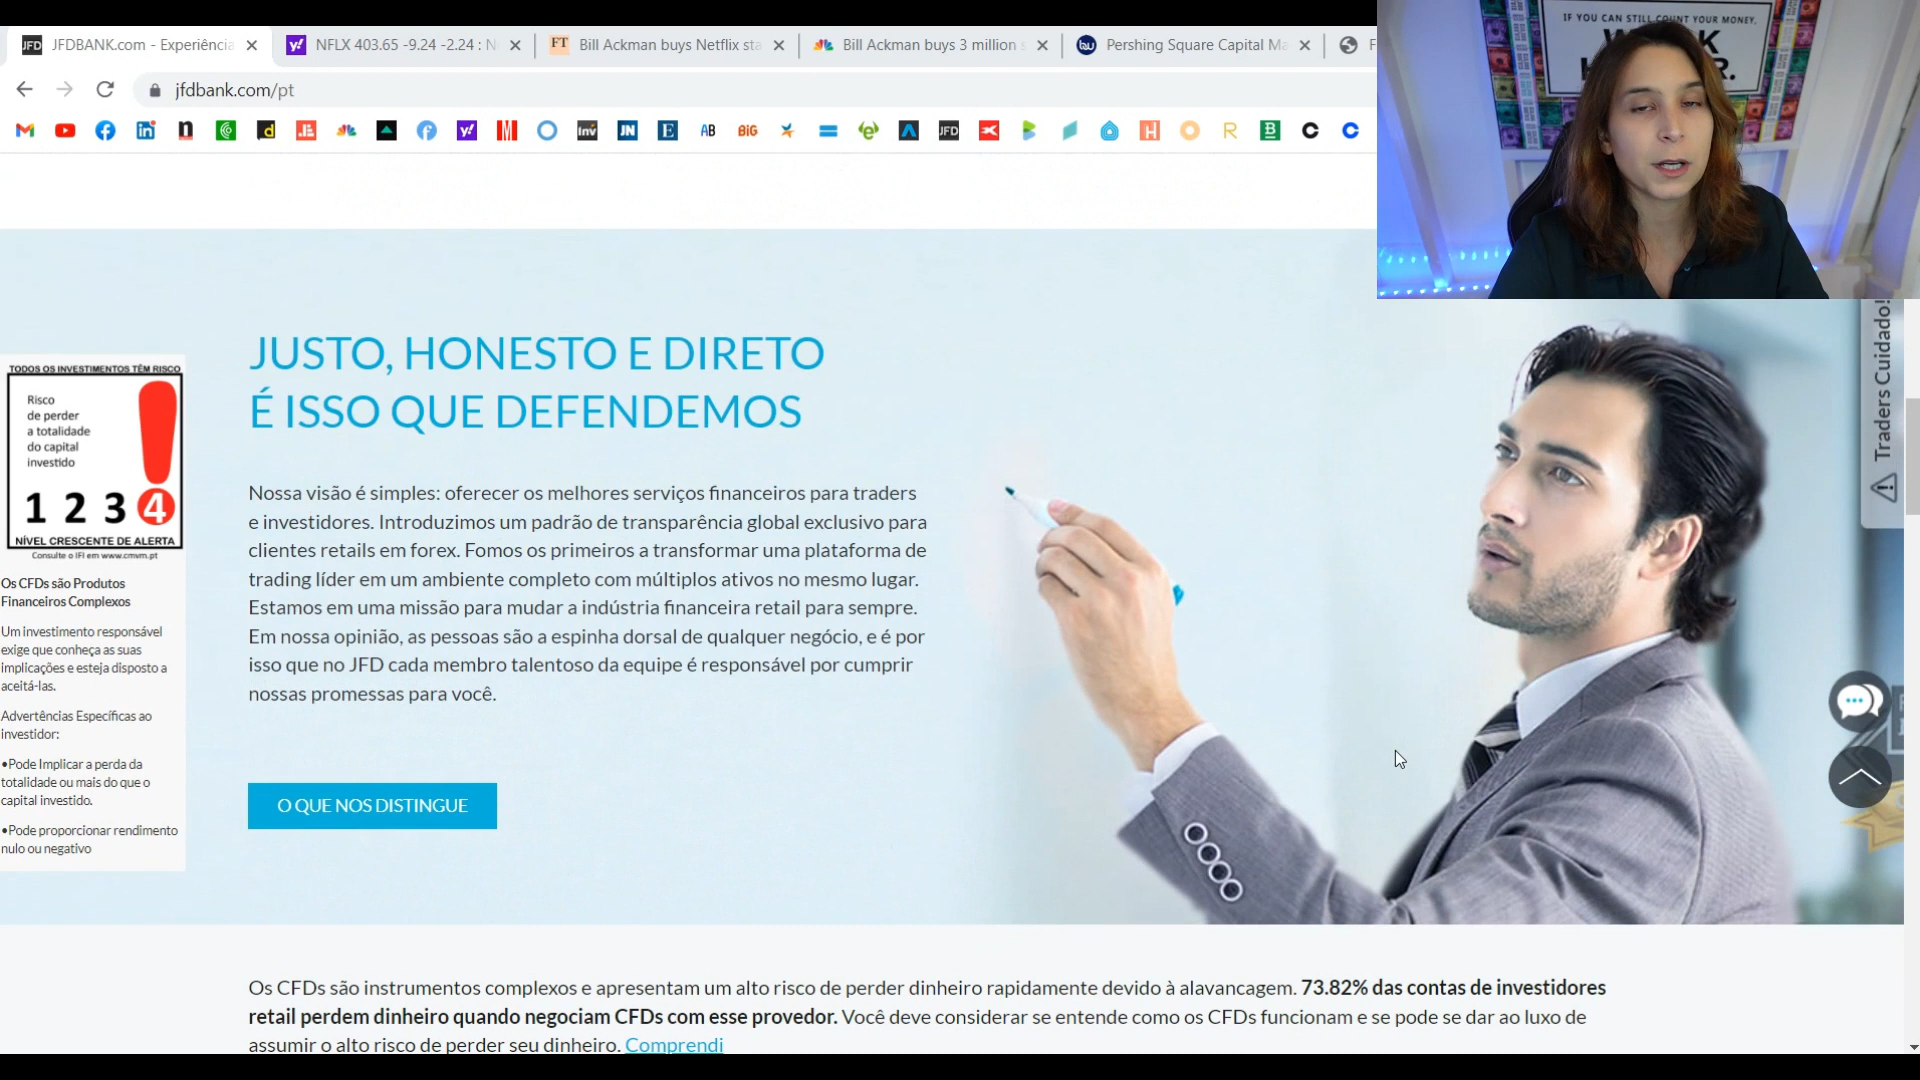 JFD JFDBANK.com - Experiência
y! NFLX 403.65 -9.24 -2.24 : N
FT Bill Ackman buys Netflix sta
Bill Ackman buys 3 million s
Pershing Square Capital Ma
F
jfdbank.com/pt
IF YOU CAN STILL COUNT YOUR MONEY,
JUSTO, HONESTO E DIRETO
É ISSO QUE DEFENDEMOS
Nossa visão é simples: oferecer os melhores serviços financeiros para traders
e investidores. Introduzimos um padrão de transparência global exclusivo para
clientes retails em forex. Fomos os primeiros a transformar uma plataforma de
trading líder em um ambiente completo com múltiplos ativos no mesmo lugar.
Estamos em uma missão para mudar a indústria financeira retail para sempre.
Em nossa opinião, as pessoas são a espinha dorsal de qualquer negócio, e é por
isso que no JFD cada membro talentoso da equipe é responsável por cumprir
nossas promessas para você.
O QUE NOS DISTINGUE
TODOS OS INVESTIMENTOS TÊM RISCO
Risco
de perder
a totalidade
do capital
investido
1 2 3 4
NÍVEL CRESCENTE DE ALERTA
Consulte o IFI em www.cmvm.pt
Os CFDs são Produtos
Financeiros Complexos
Um investimento responsável
exige que conheça as suas
implicações e esteja disposto a
aceitá-las.
Advertências Específicas ao
investidor:
•Pode Implicar a perda da
totalidade ou mais do que o
capital investido.
•Pode proporcionar rendimento
nulo ou negativo
Traders Cuidado!
Os CFDs são instrumentos complexos e apresentam um alto risco de perder dinheiro rapidamente devido à alavancagem. 73.82% das contas de investidores
retail perdem dinheiro quando negociam CFDs com esse provedor. Você deve considerar se entende como os CFDs funcionam e se pode se dar ao luxo de
assumir o alto risco de perder seu dinheiro. Comprendi